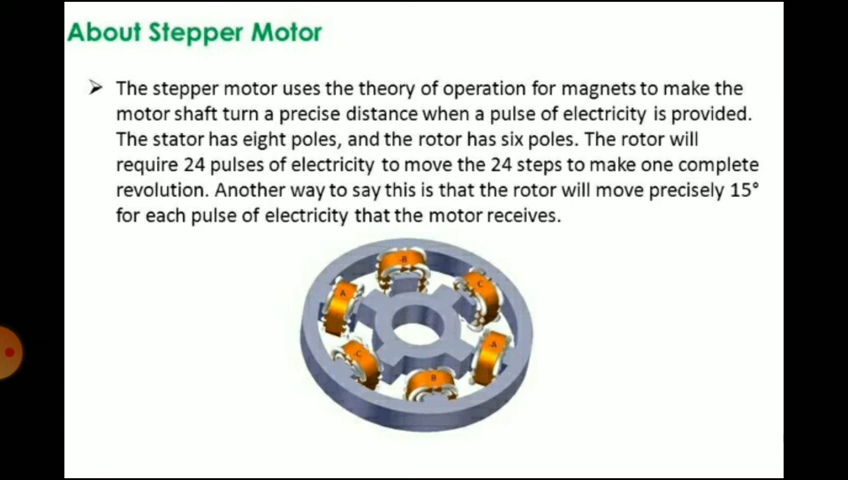 About Stepper Motor
➢ The stepper motor uses the theory of operation for magnets to make the
motor shaft turn a precise distance when a pulse of electricity is provided.
The stator has eight poles, and the rotor has six poles. The rotor will
require 24 pulses of electricity to move the 24 steps to make one complete
revolution. Another way to say this is that the rotor will move precisely 15°
for each pulse of electricity that the motor receives.
-B
C
A
-A
-C
B